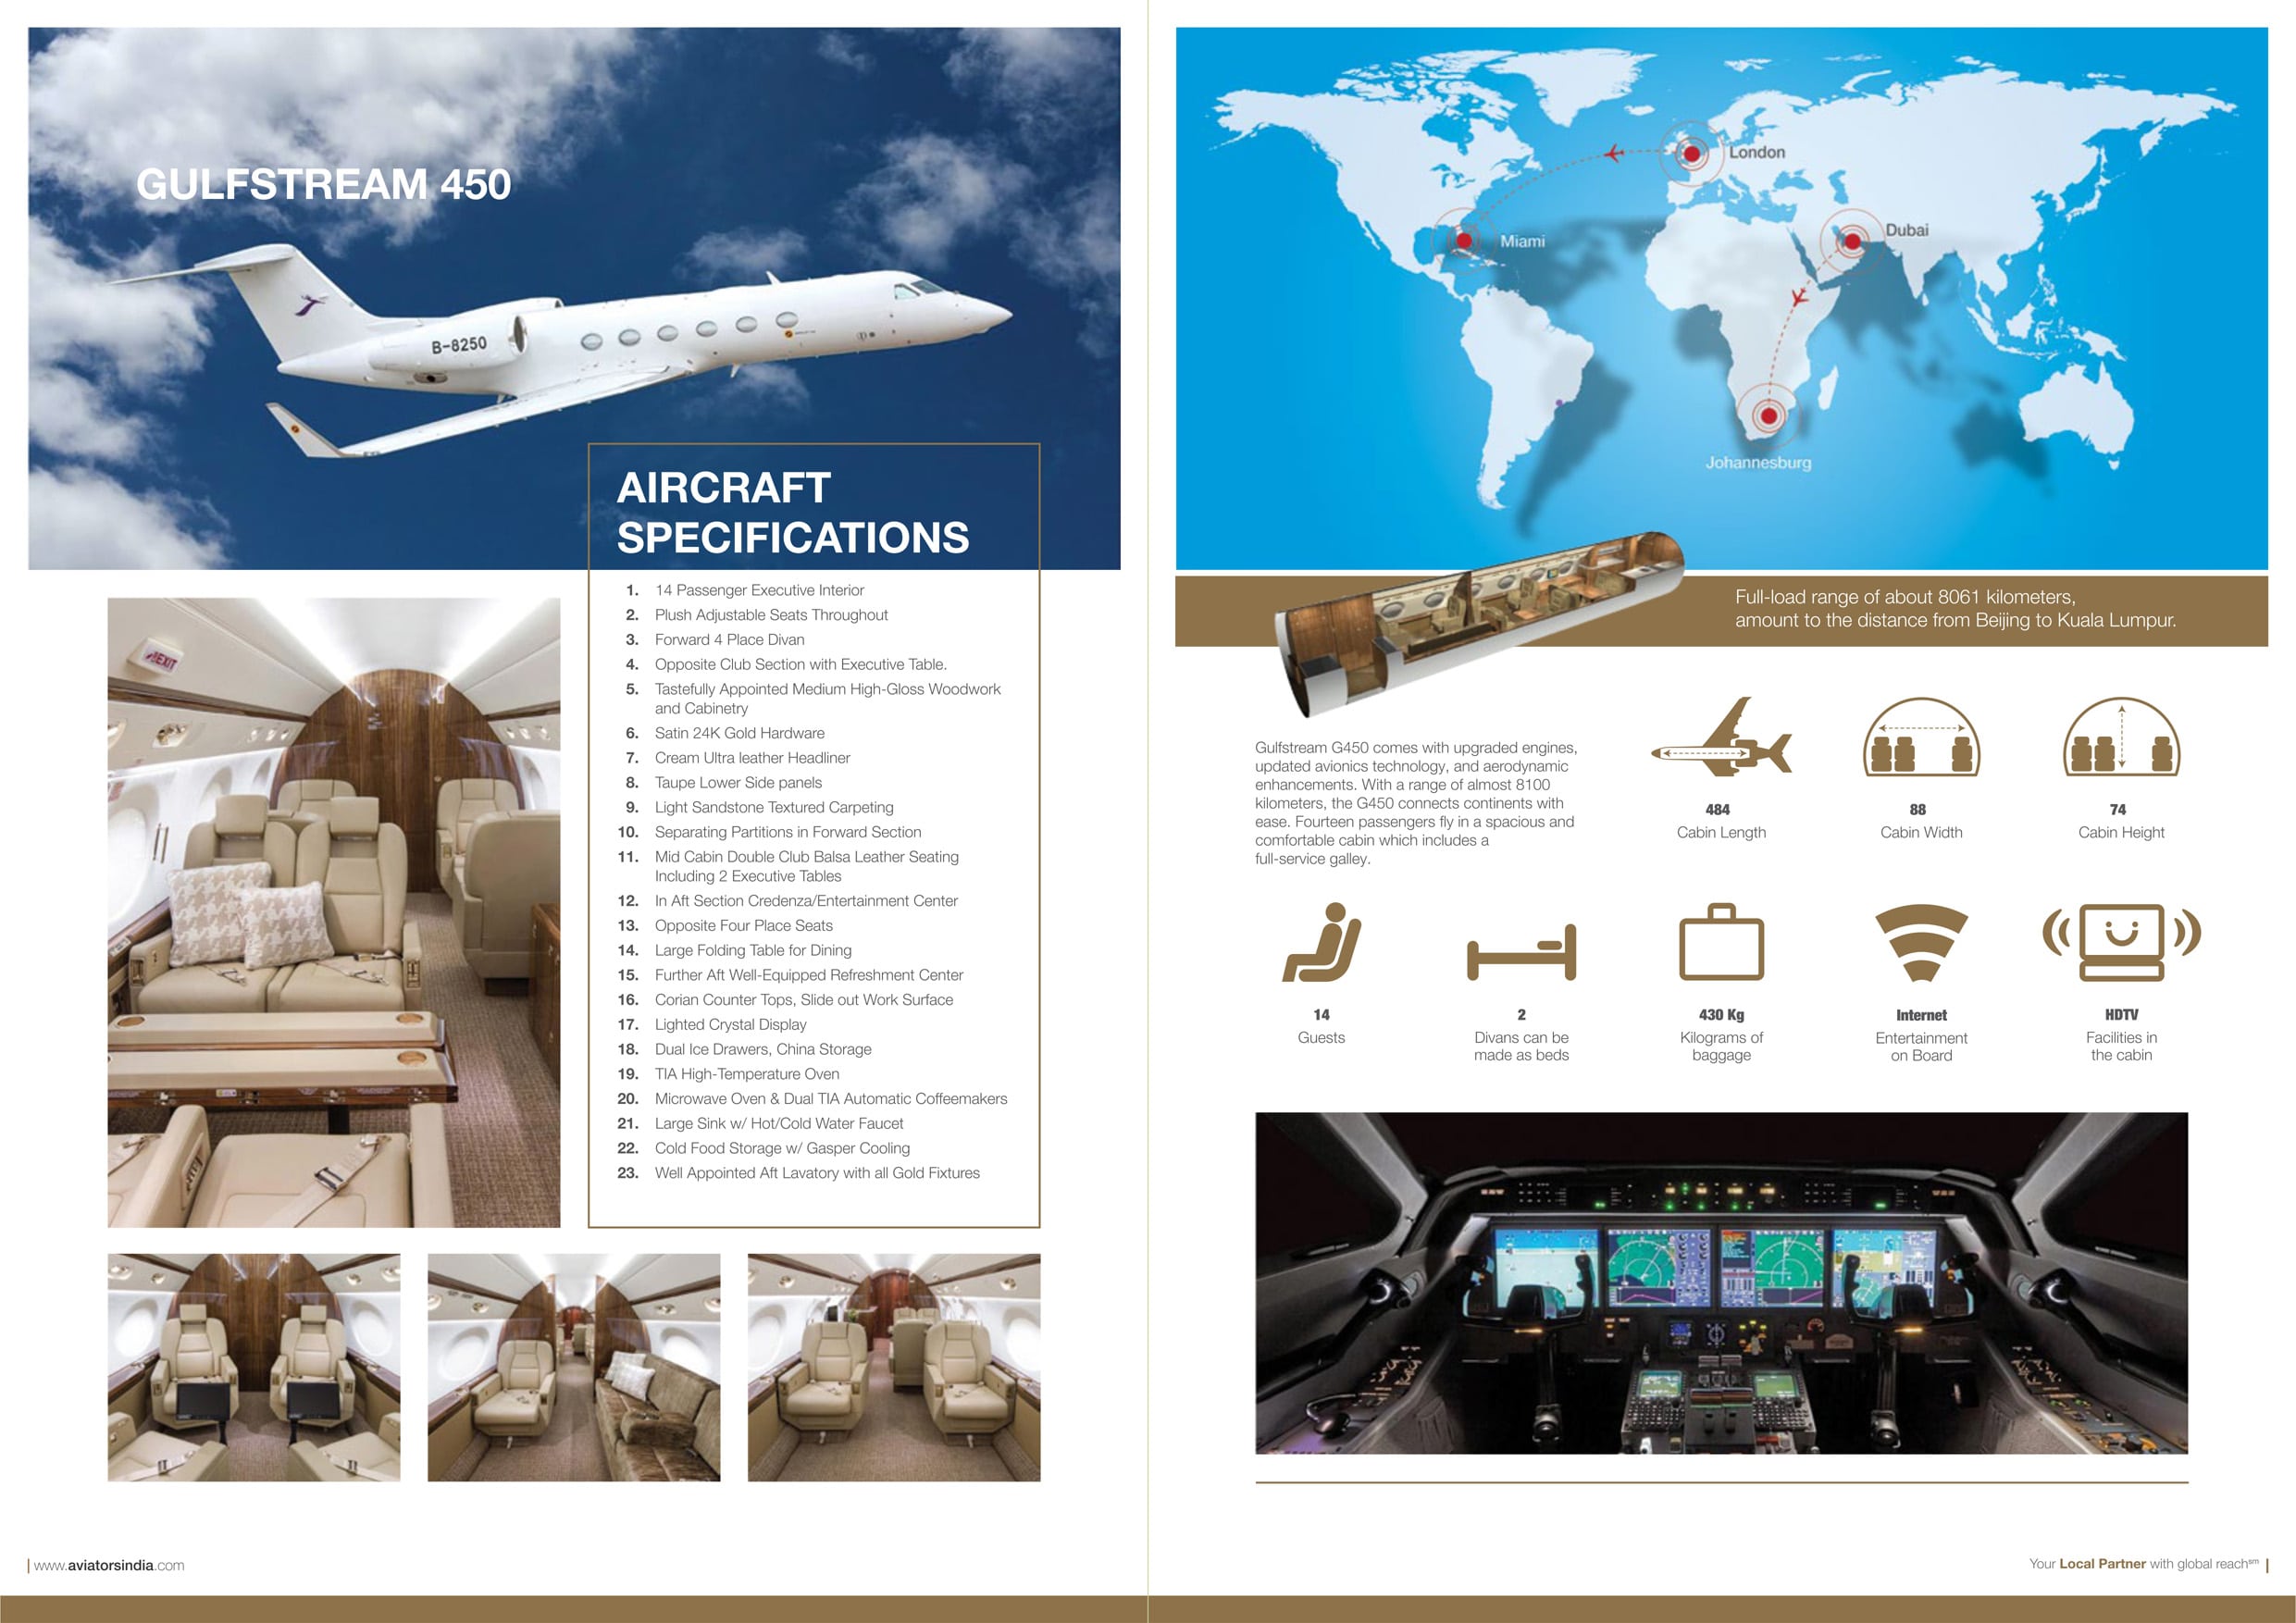 GULFSTREAM 450
B-8250
AIRCRAFT
SPECIFICATIONS
1. 14 Passenger Executive Interior
2. Plush Adjustable Seats Throughout
3. Forward 4 Place Divan
4. Opposite Club Section with Executive Table.
5. Tastefully Appointed Medium High-Gloss Woodwork
and Cabinetry
6. Satin 24K Gold Hardware
7. Cream Ultra leather Headliner
8. Taupe Lower Side panels
9. Light Sandstone Textured Carpeting
10. Separating Partitions in Forward Section
11. Mid Cabin Double Club Balsa Leather Seating
Including 2 Executive Tables
12. In Aft Section Credenza/Entertainment Center
13. Opposite Four Place Seats
14. Large Folding Table for Dining
15. Further Aft Well-Equipped Refreshment Center
16. Corian Counter Tops, Slide out Work Surface
17. Lighted Crystal Display
18. Dual Ice Drawers, China Storage
19. TIA High-Temperature Oven
20. Microwave Oven & Dual TIA Automatic Coffeemakers
21. Large Sink w/ Hot/Cold Water Faucet
22. Cold Food Storage w/ Gasper Cooling
23. Well Appointed Aft Lavatory with all Gold Fixtures
EXIT
www.aviatorsindia.com
London
Miami
Dubai
Johannesburg
Full-load range of about 8061 kilometers,
amount to the distance from Beijing to Kuala Lumpur.
Gulfstream G450 comes with upgraded engines,
updated avionics technology, and aerodynamic
enhancements. With a range of almost 8100
kilometers, the G450 connects continents with
ease. Fourteen passengers fly in a spacious and
comfortable cabin which includes a
full-service galley.
484
Cabin Length
88
Cabin Width
74
Cabin Height
14
Guests
2
Divans can be
made as beds
430 Kg
Kilograms of
baggage
Internet
Entertainment
on Board
HDTV
Facilities in
the cabin
Your Local Partner with global reach℠